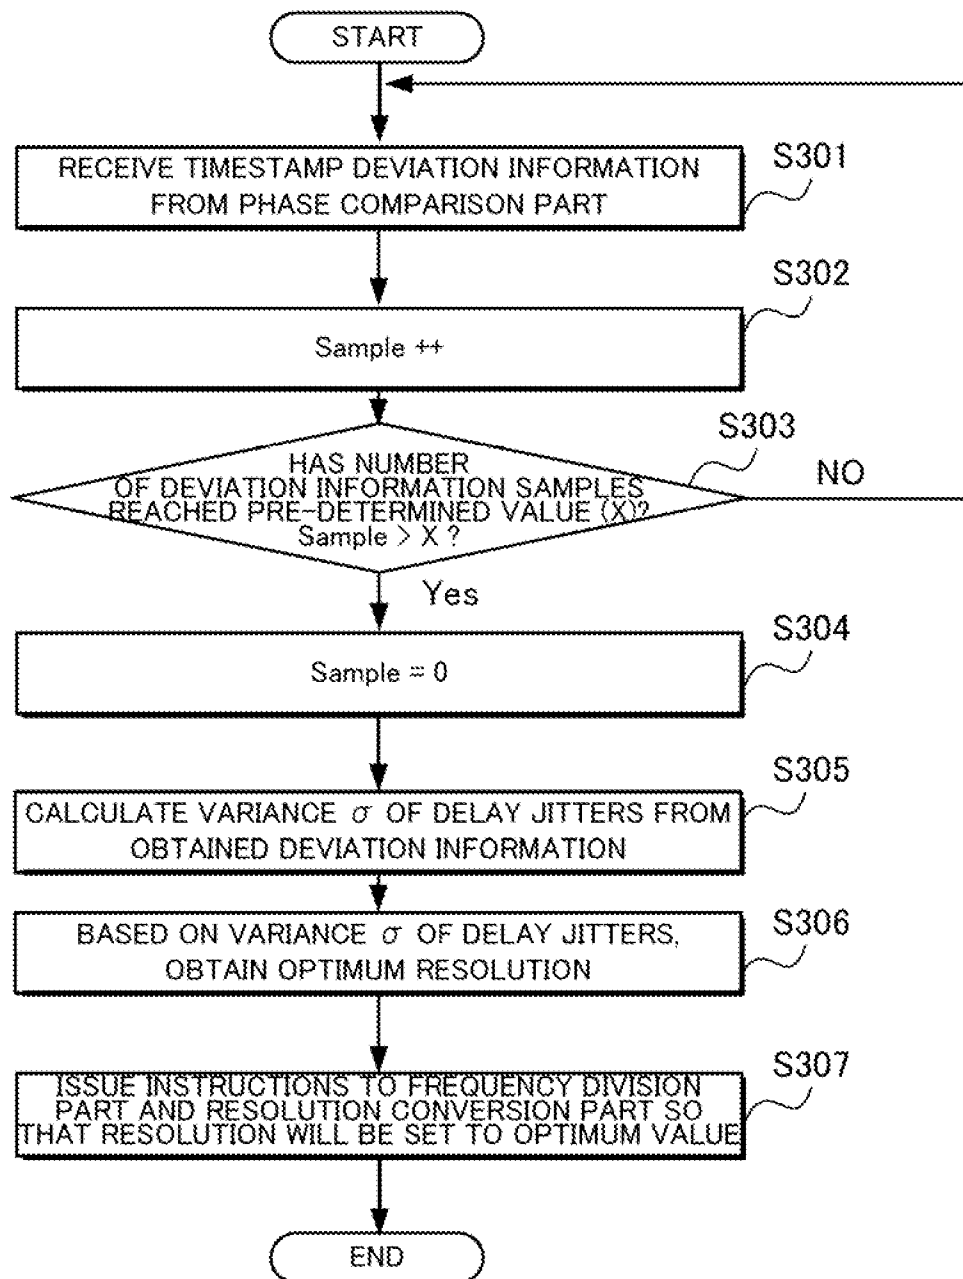 START
RECEIVE TIMESTAMP DEVIATION INFORMATION
FROM PHASE COMPARISON PART
S301
Sample ++
S302
HAS NUMBER
OF DEVIATION INFORMATION SAMPLES
REACHED PRE-DETERMINED VALUE (X)?
Sample > X ?
S303
NO
Yes
Sample = 0
S304
CALCULATE VARIANCE σ OF DELAY JITTERS FROM
OBTAINED DEVIATION INFORMATION
S305
BASED ON VARIANCE σ OF DELAY JITTERS,
OBTAIN OPTIMUM RESOLUTION
S306
ISSUE INSTRUCTIONS TO FREQUENCY DIVISION
PART AND RESOLUTION CONVERSION PART SO
THAT RESOLUTION WILL BE SET TO OPTIMUM VALUE
S307
END